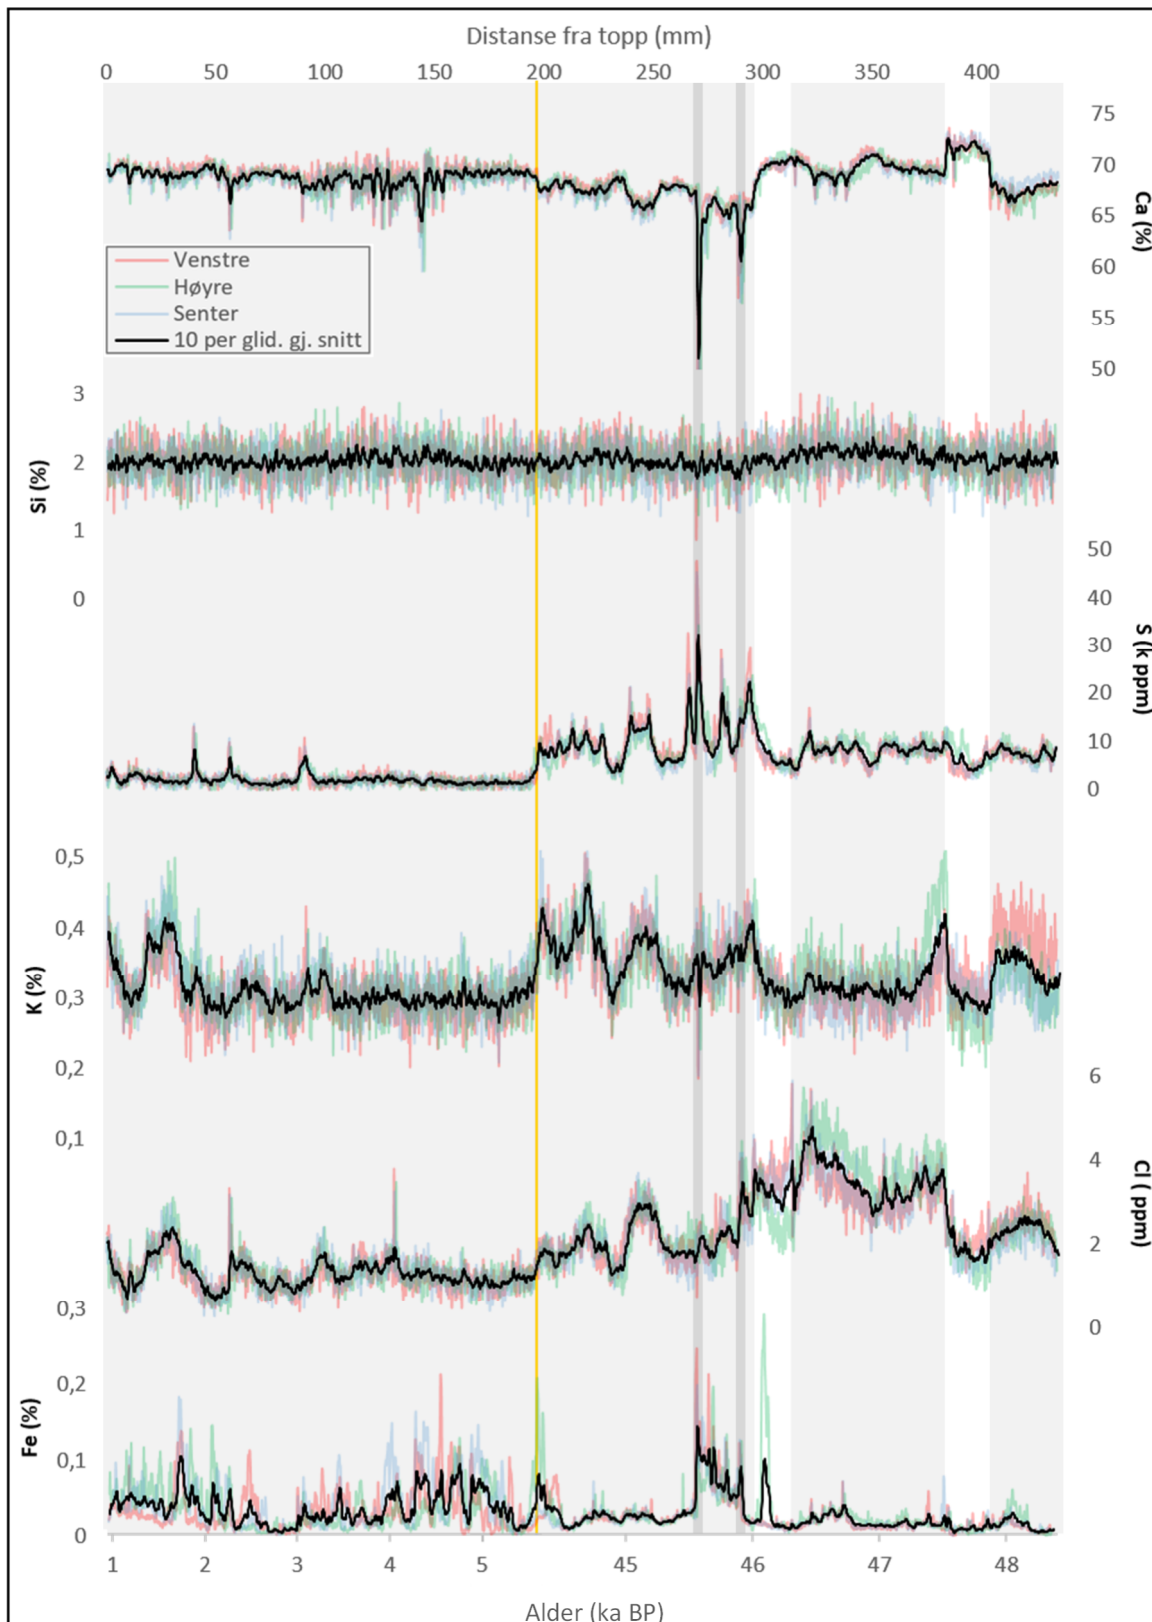 Distanse fra topp (mm)
0 50 100 150 200 250 300 350 400
75
70
65
60
55
50
Ca (%)
Venstre
Høyre
Senter
10 per glid. gj. snitt
3
2
1
0
Si (%)
50
40
30
20
10
0
S (k ppm)
0,5
0,4
0,3
0,2
0,1
K (%)
6
4
2
0
Cl ( ppm)
0,3
0,2
0,1
0
Fe (%)
1 2 3 4 5 45 46 47 48
Alder (ka BP)